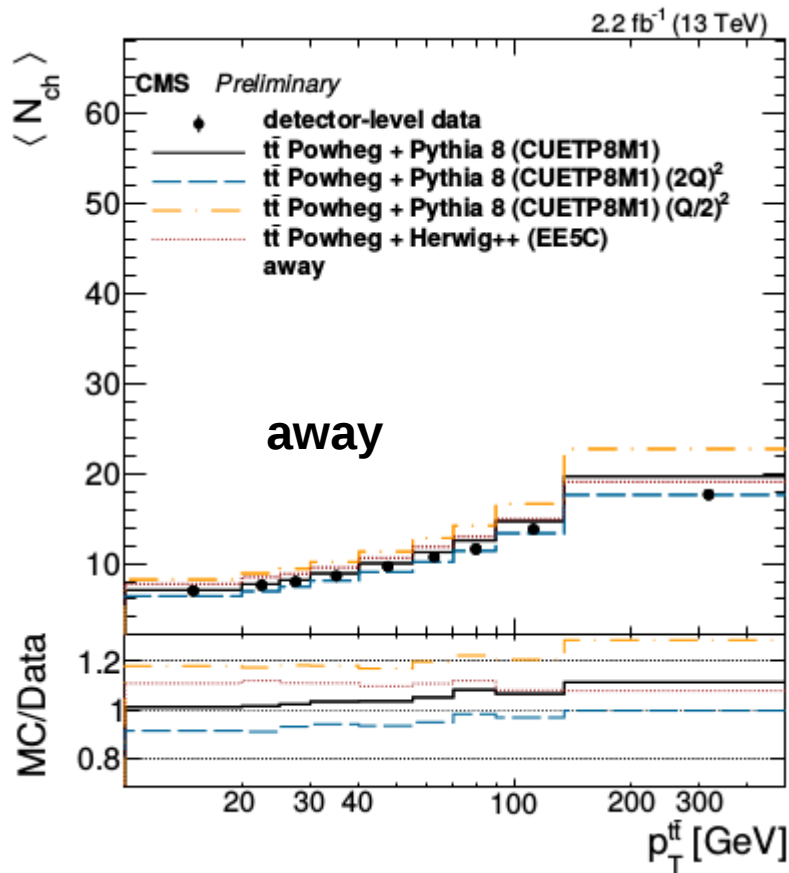 2.2 fb⁻¹ (13 TeV)
⟨ N_ch ⟩
CMS Preliminary
detector-level data
tt̄ Powheg + Pythia 8 (CUETP8M1)
tt̄ Powheg + Pythia 8 (CUETP8M1) (2Q)²
tt̄ Powheg + Pythia 8 (CUETP8M1) (Q/2)²
tt̄ Powheg + Herwig++ (EE5C)
away
60
50
40
30
away
20
10
MC/Data
1.2
1
0.8
20 30 40 100 200 300
p_T^tt̄ [GeV]